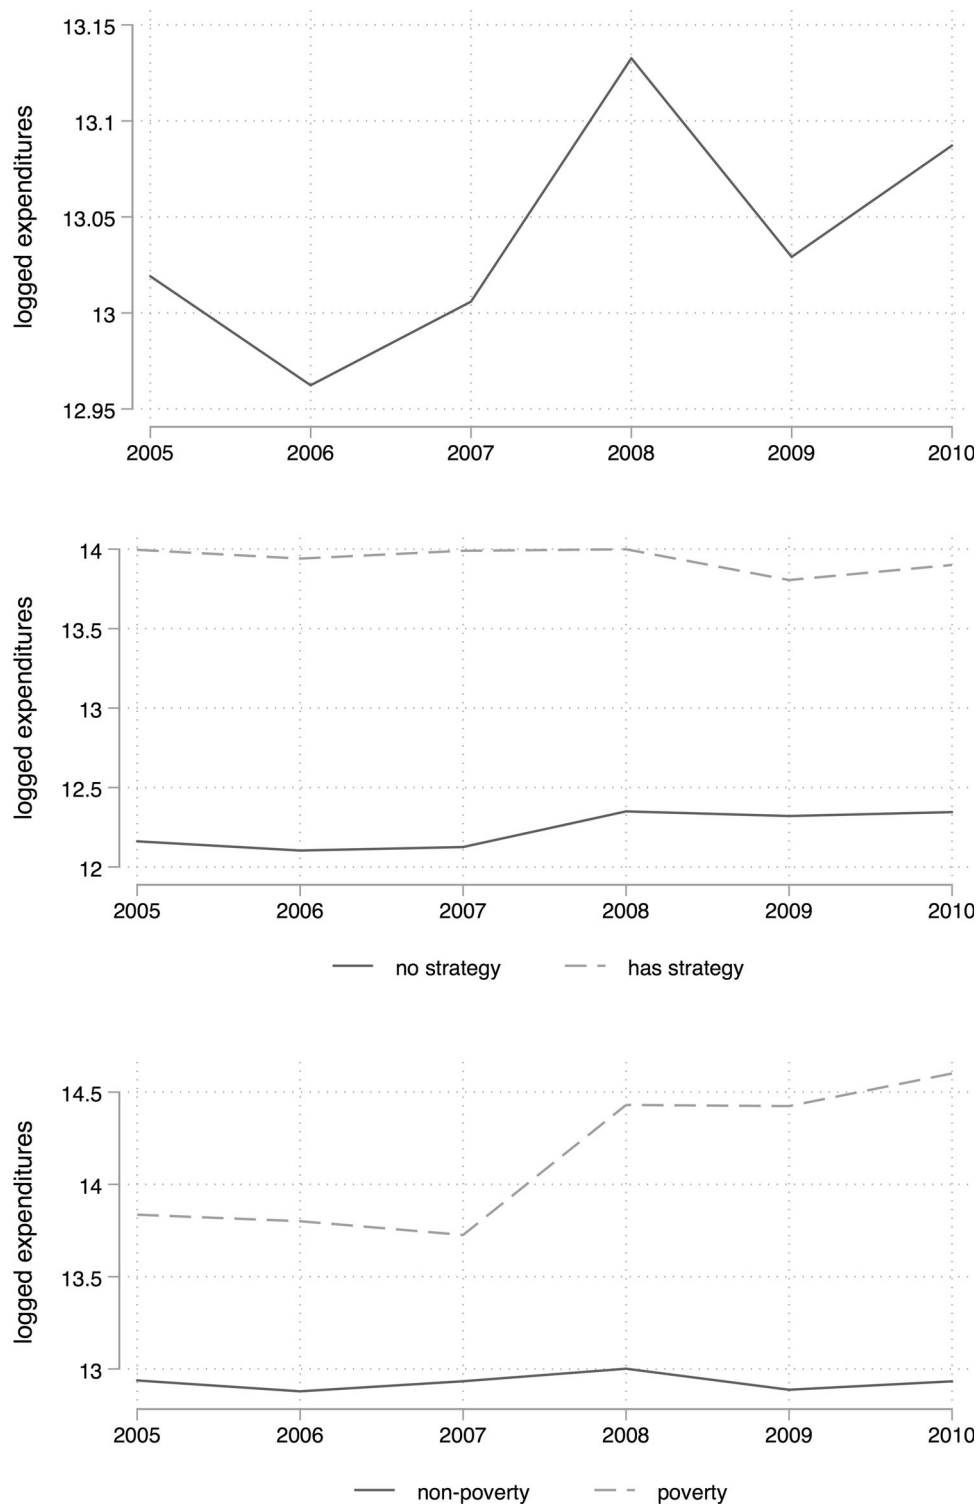 logged expenditures
13.15
13.1
13.05
13
12.95
2005 2006 2007 2008 2009 2010
logged expenditures
14
13.5
13
12.5
12
2005 2006 2007 2008 2009 2010
no strategy has strategy
logged expenditures
14.5
14
13.5
13
2005 2006 2007 2008 2009 2010
non-poverty poverty